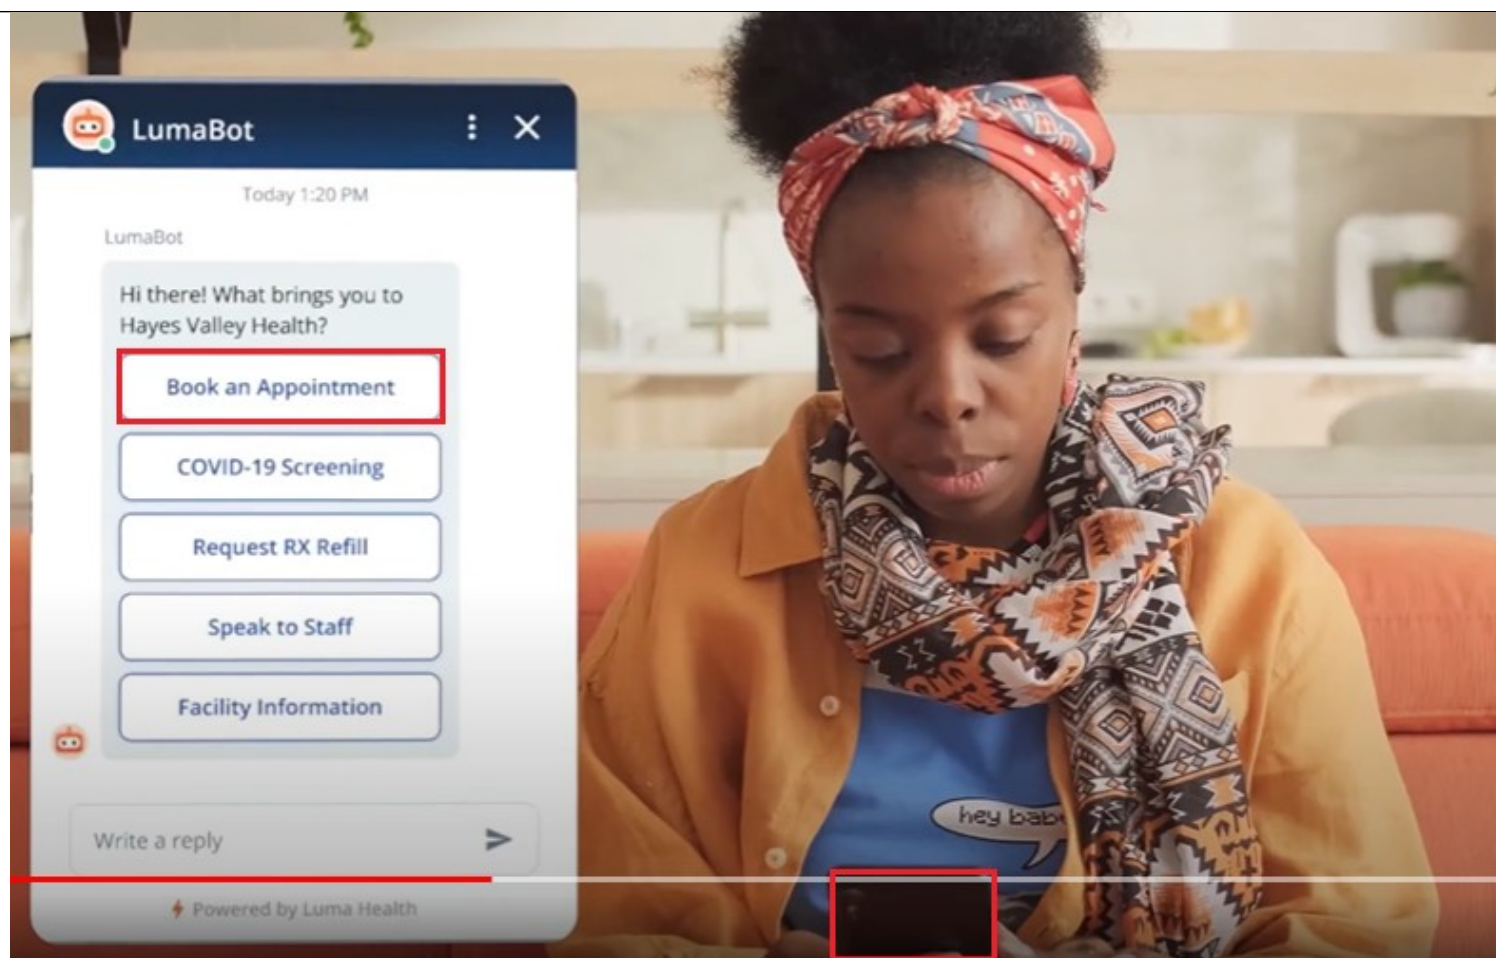 LumaBot
Today 1:20 PM
LumaBot
Hi there! What brings you to
Hayes Valley Health?
Book an Appointment
COVID-19 Screening
Request RX Refill
Speak to Staff
Facility Information
Write a reply
Powered by Luma Health
hey